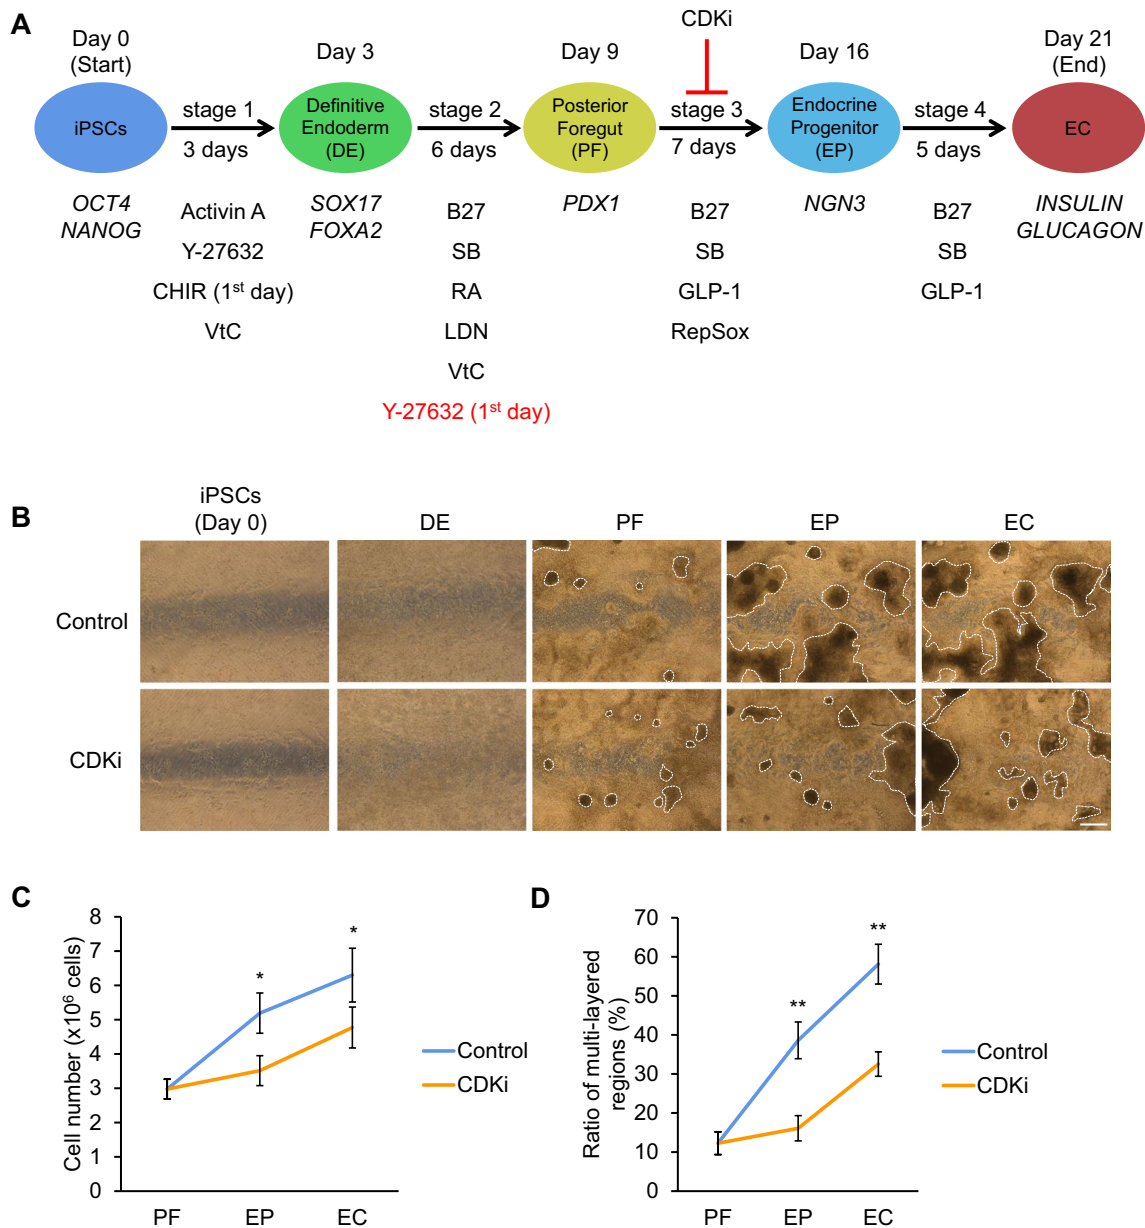 A
Day 0
(Start)
Day 3
Day 9
CDKi
Day 16
Day 21
(End)
iPSCs
stage 1
3 days
Definitive
Endoderm
(DE)
stage 2
6 days
Posterior
Foregut
(PF)
stage 3
7 days
Endocrine
Progenitor
(EP)
stage 4
5 days
EC
OCT4
NANOG
Activin A
Y-27632
CHIR (1st day)
VtC
SOX17
FOXA2
B27
SB
RA
LDN
VtC
Y-27632 (1st day)
PDX1
B27
SB
GLP-1
RepSox
NGN3
B27
SB
GLP-1
INSULIN
GLUCAGON
B
iPSCs
(Day 0)
DE
PF
EP
EC
Control
CDKi
C
Cell number (x10⁶ cells)
8
7
6
5
4
3
2
1
0
*
*
PF
EP
EC
Control
CDKi
D
Ratio of multi-layered
regions (%)
70
60
50
40
30
20
10
0
**
**
PF
EP
EC
Control
CDKi